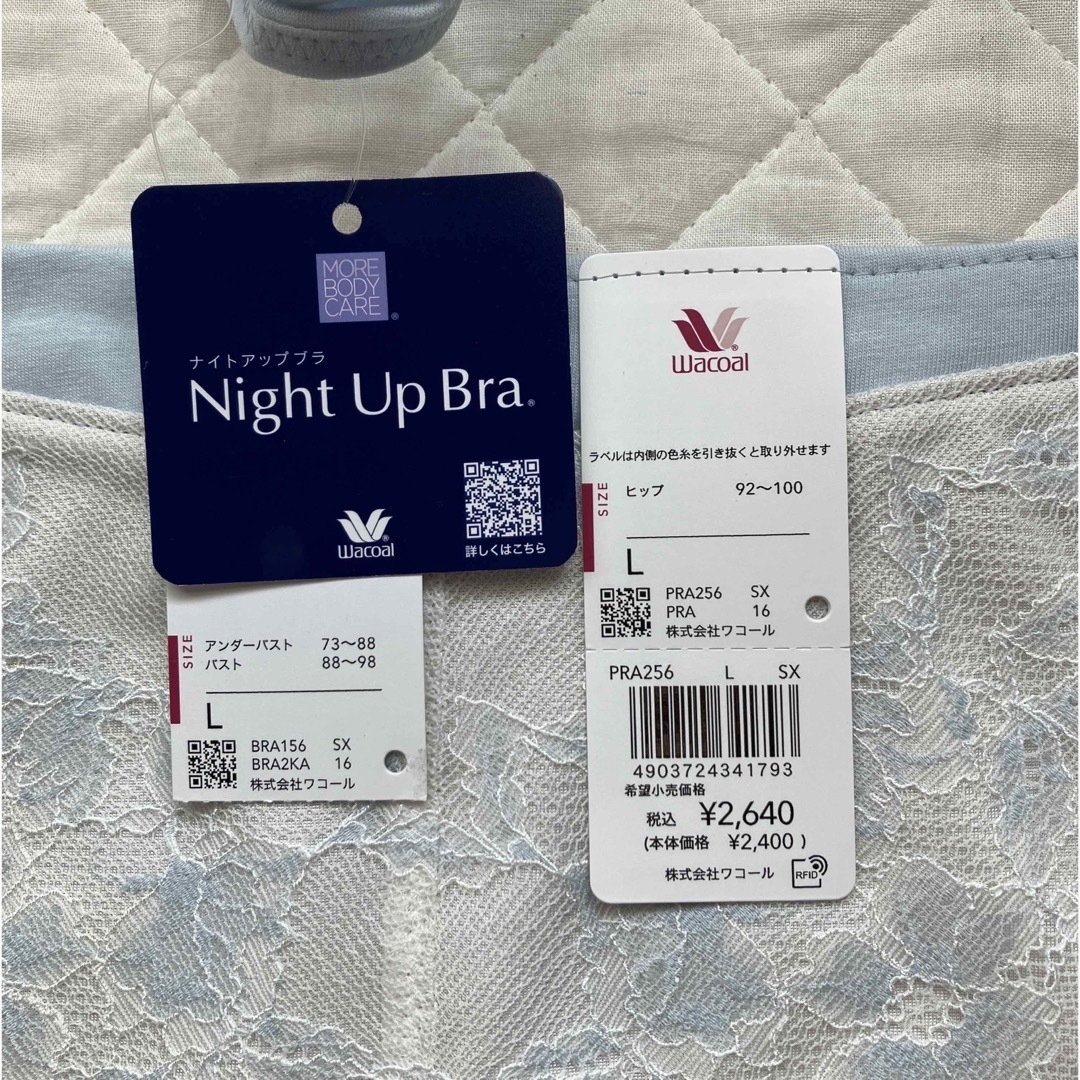 MORE
BODY
CARE®
ナイトアップブラ
Night Up Bra®
Wacoal®
詳しくはこちら
SIZE
アンダーバスト 73〜88
バスト 88〜98
L
BRA156 SX
BRA2KA 16
株式会社ワコール
Wacoal®
ラベルは内側の色糸を引き抜くと取り外せます
SIZE
ヒップ 92〜100
L
PRA256 SX
PRA 16
株式会社ワコール
PRA256 L SX
4903724341793
希望小売価格
税込 ¥2,640
(本体価格 ¥2,400 )
株式会社ワコール
RFID